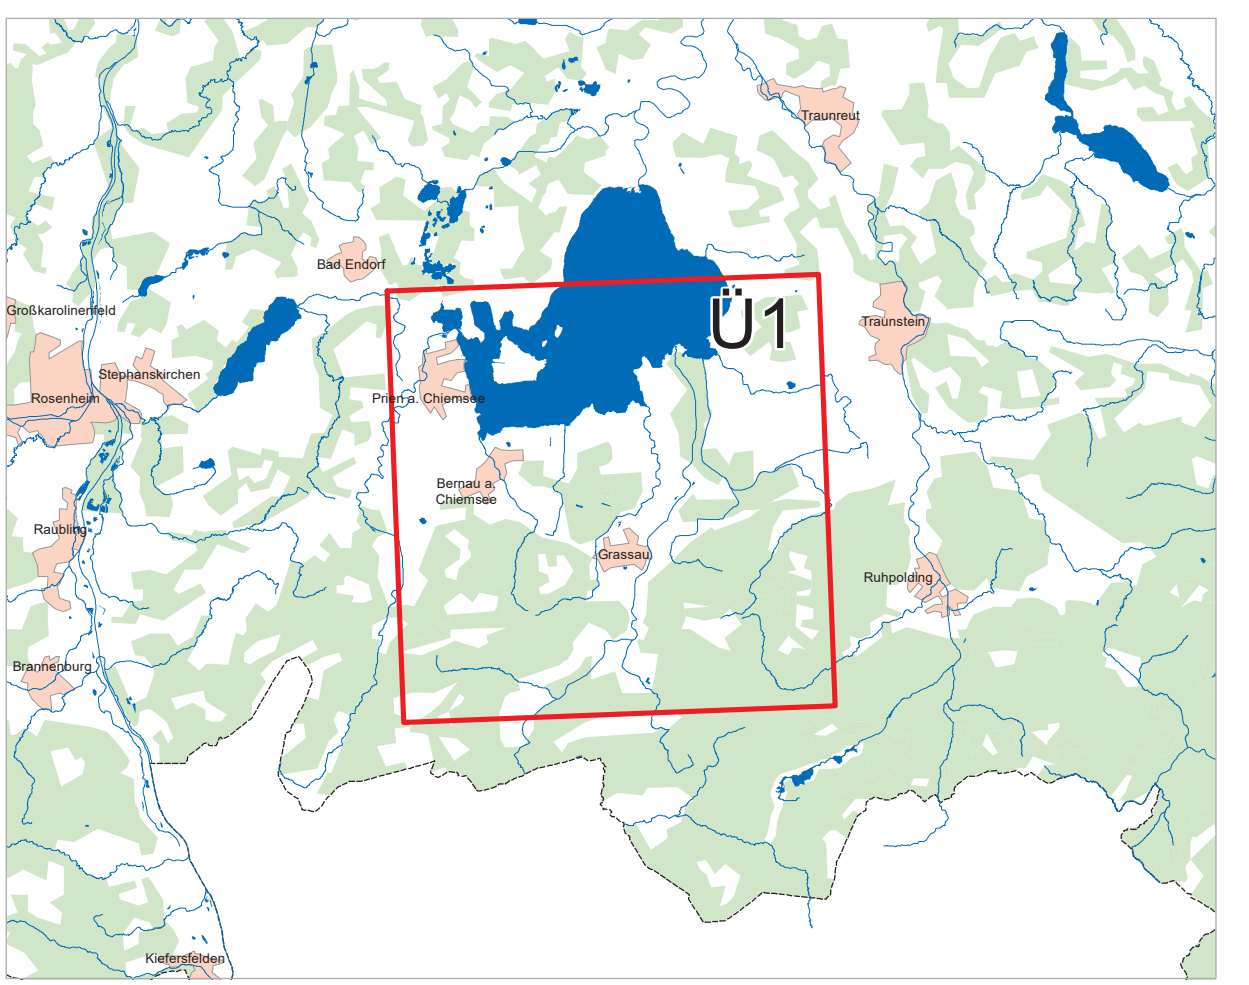 Traunreut
Bad Endorf
Großkarolinenfeld
Ü1
Traunstein
Stephanskirchen
Rosenheim
Prien a. Chiemsee
Bernau a.
Chiemsee
Raubling
Grassau
Ruhpolding
Brannenburg
Kiefersfelden